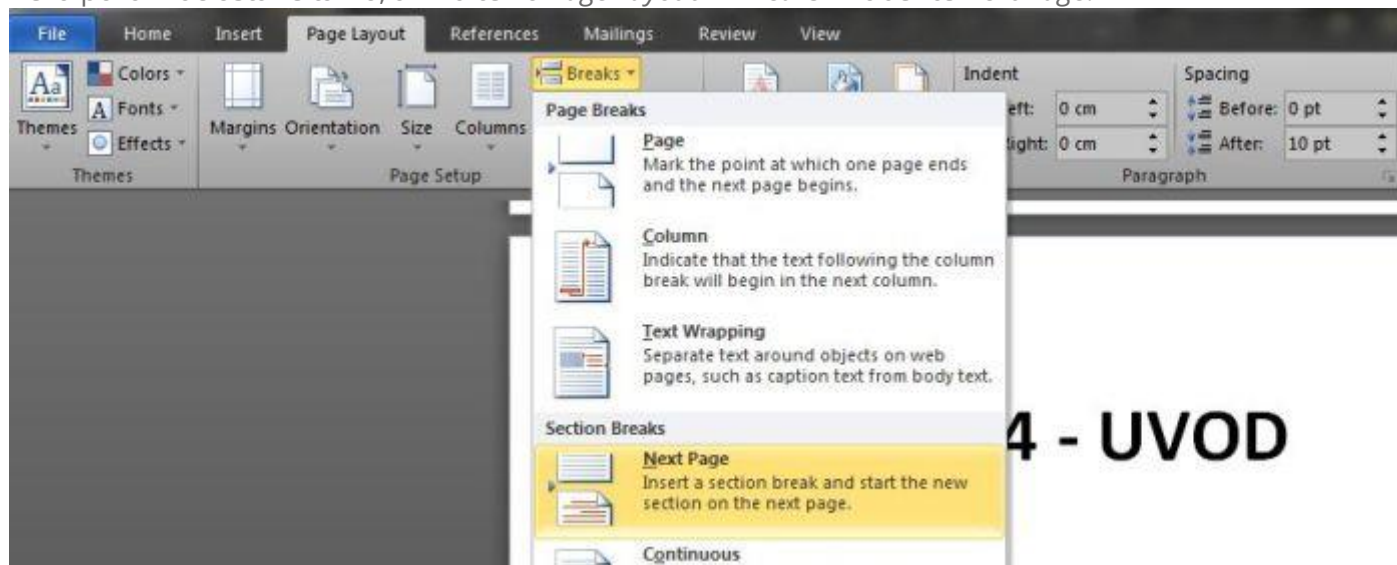 File Home Insert Page Layout References Mailings Review View
Aa Colors Breaks Indent Spacing
A Fonts Page Breaks eft: 0 cm Before: 0 pt
Themes Effects Margins Orientation Size Columns ight: 0 cm After: 10 pt
Themes Page Setup Paragraph
Page
Mark the point at which one page ends
and the next page begins.
Column
Indicate that the text following the column
break will begin in the next column.
Text Wrapping
Separate text around objects on web
pages, such as caption text from body text.
Section Breaks
4 - UVOD
Next Page
Insert a section break and start the new
section on the next page.
Continuous